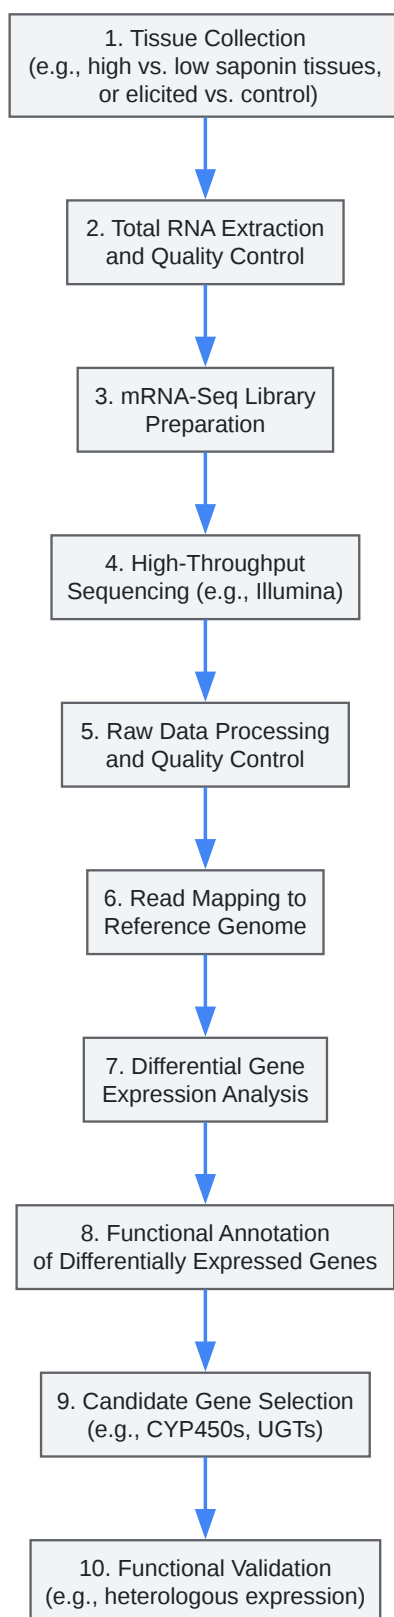 1. Tissue Collection
(e.g., high vs. low saponin tissues,
or elicited vs. control)
2. Total RNA Extraction
and Quality Control
3. mRNA-Seq Library
Preparation
4. High-Throughput
Sequencing (e.g., Illumina)
5. Raw Data Processing
and Quality Control
6. Read Mapping to
Reference Genome
7. Differential Gene
Expression Analysis
8. Functional Annotation
of Differentially Expressed Genes
9. Candidate Gene Selection
(e.g., CYP450s, UGTs)
10. Functional Validation
(e.g., heterologous expression)